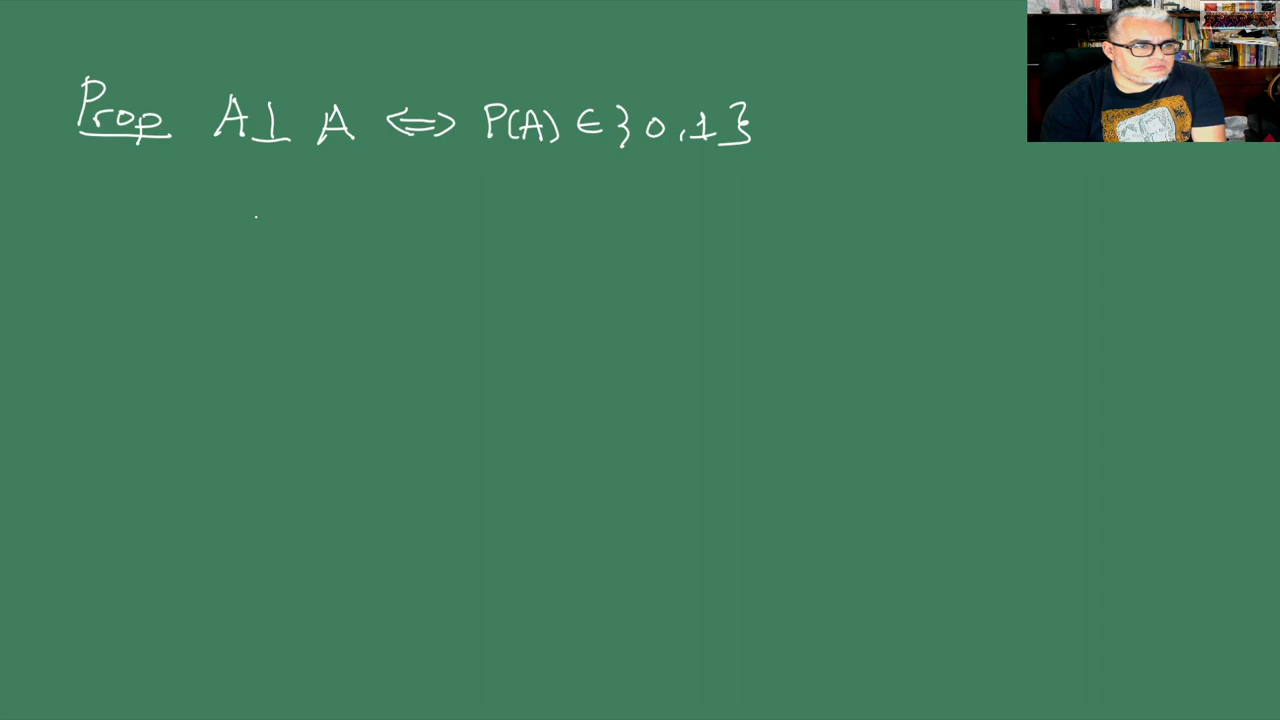 Prop A ⊥ A ⟺ P(A) ∈ {0,1}